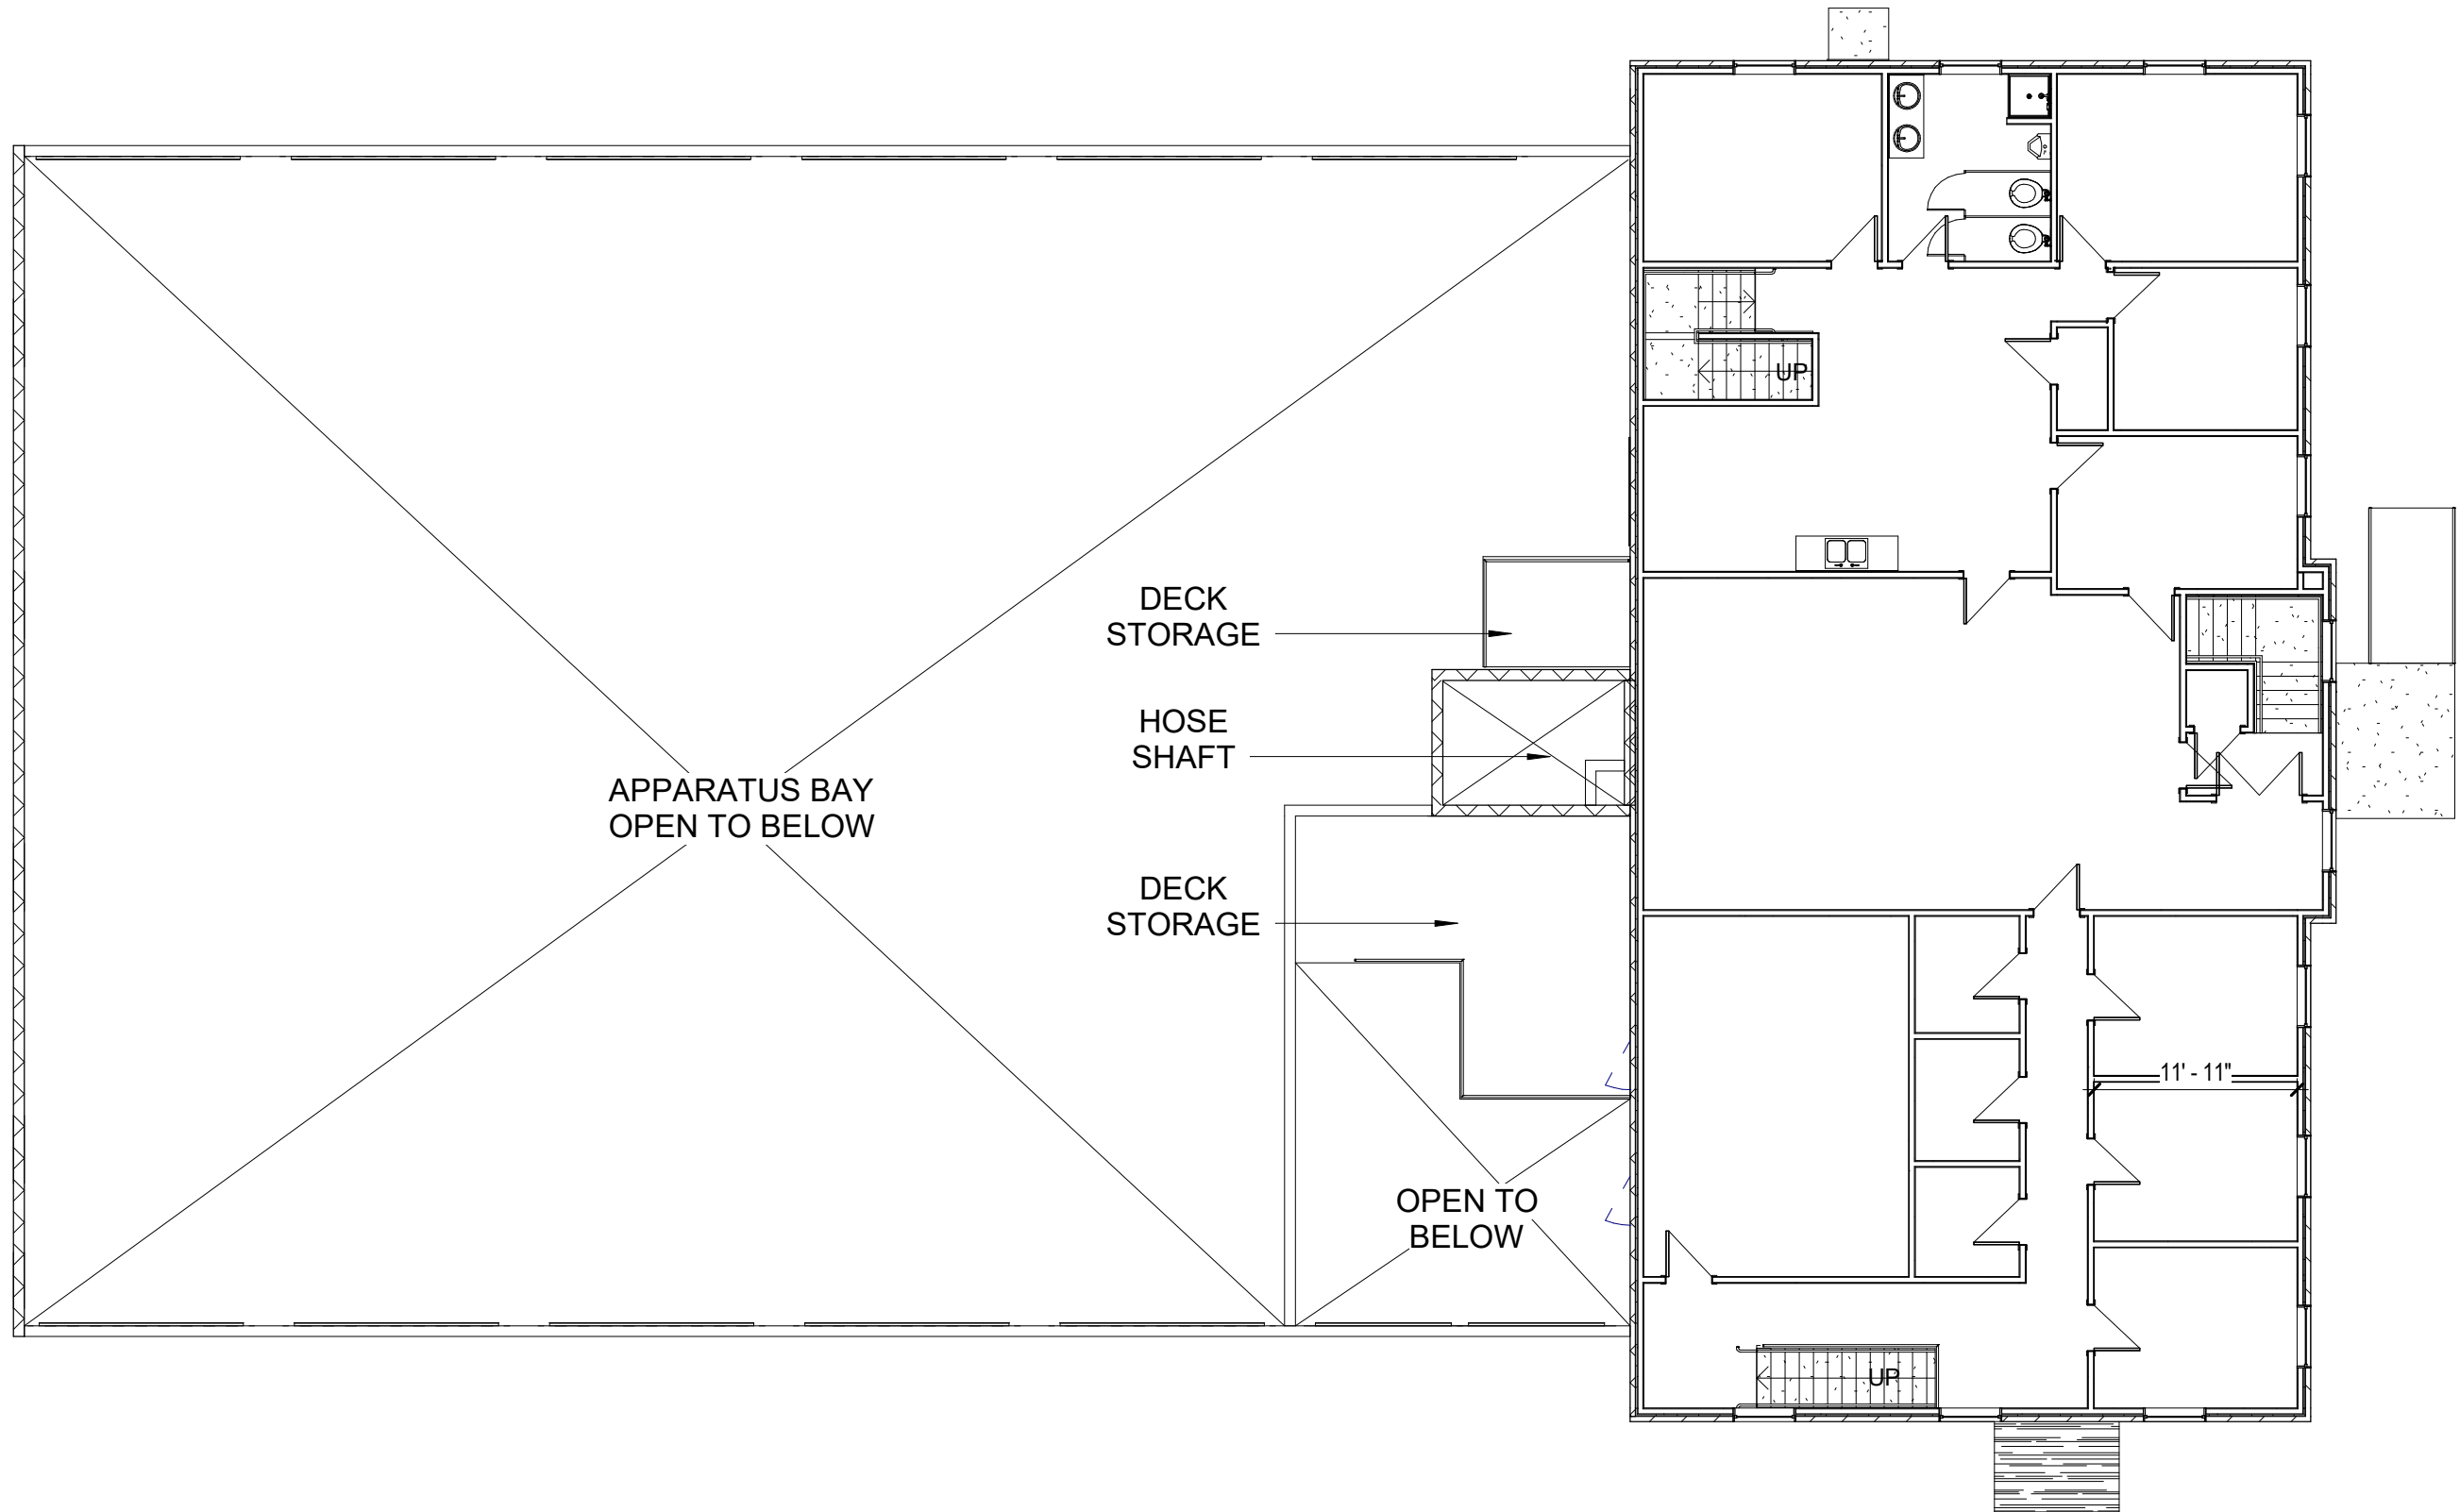 UP
DECK
STORAGE
HOSE
SHAFT
APPARATUS BAY
OPEN TO BELOW
DECK
STORAGE
11' - 11"
OPEN TO
BELOW
UP